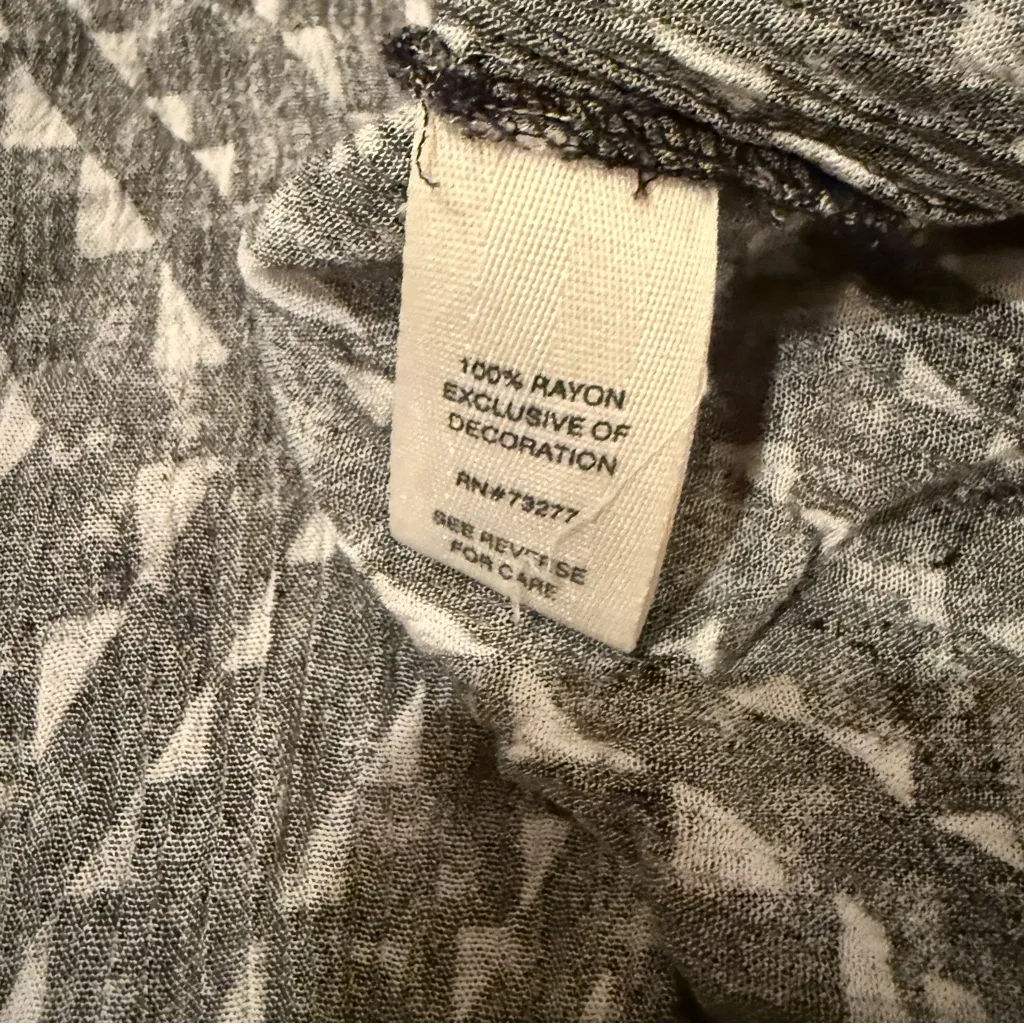 100% RAYON
EXCLUSIVE OF
DECORATION
RN#73277
SEE REVERSE
FOR CARE